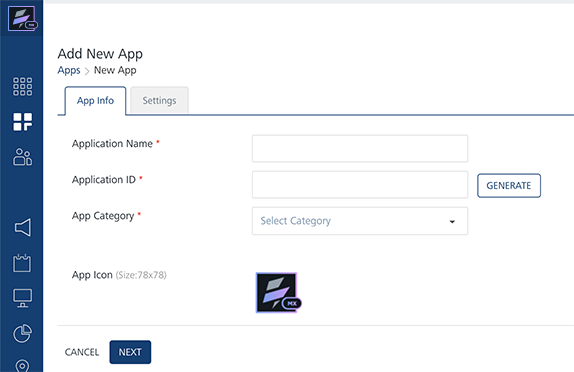 MX
Add New App
Apps > New App
App Info Settings
Application Name *
Application ID * GENERATE
App Category * Select Category
App Icon (Size:78x78)
MX
CANCEL NEXT